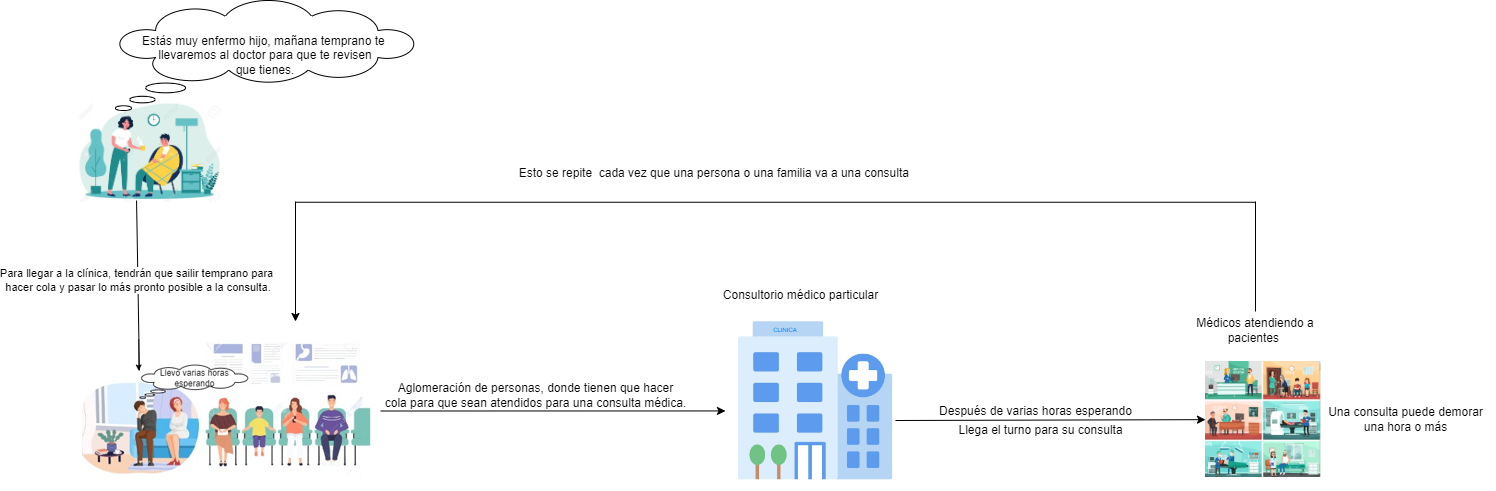 Estás muy enfermo hijo, mañana temprano te
llevaremos al doctor para que te revisen
que tienes.
Esto se repite cada vez que una persona o una familia va a una consulta
Para llegar a la clínica, tendrán que sailir temprano para
hacer cola y pasar lo más pronto posible a la consulta.
Llevo varias horas
esperando
Aglomeración de personas, donde tienen que hacer
cola para que sean atendidos para una consulta médica.
Consultorio médico particular
CLINICA
Después de varias horas esperando
Llega el turno para su consulta
Médicos atendiendo a
pacientes
Una consulta puede demorar
una hora o más